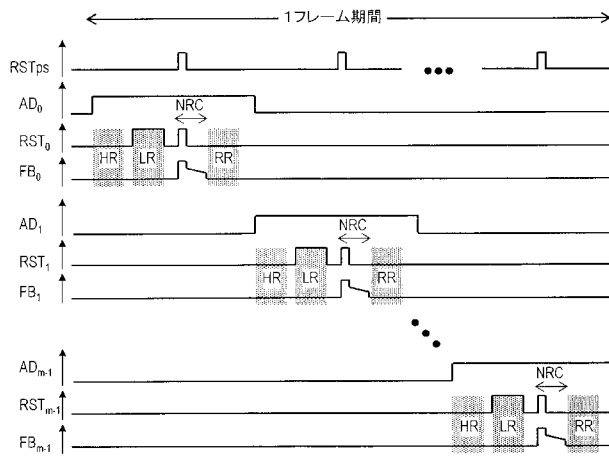 1フレーム期間
RSTps
AD0
NRC
RST0
HR LR RR
FB0
AD1
NRC
RST1
HR LR RR
FB1
ADm-1
NRC
RSTm-1
HR LR RR
FBm-1